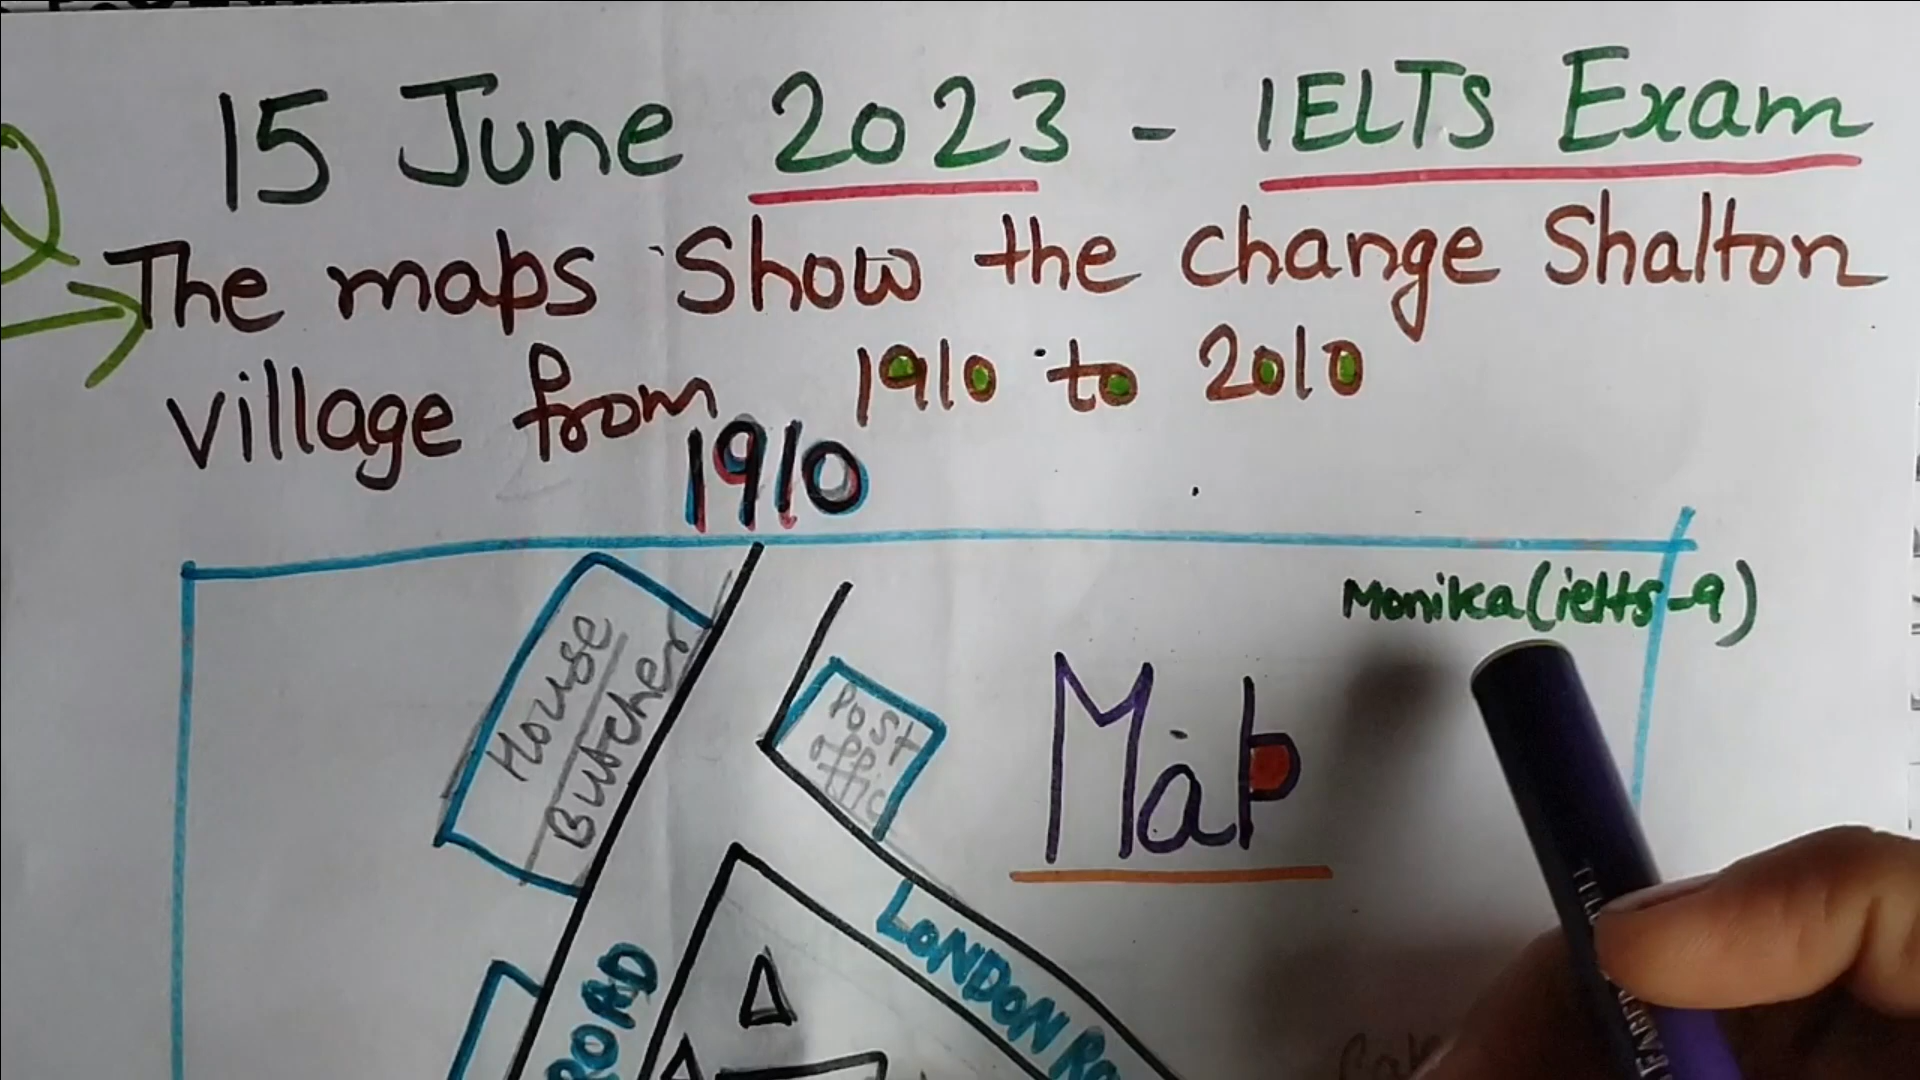 15 June 2023 - IELTS Exam
The maps show the change Shalton
village from 1910 to 2010
1910
Monika (ielts-9)
House
Butcher
Post
offic
Map
LONDON
ROAD